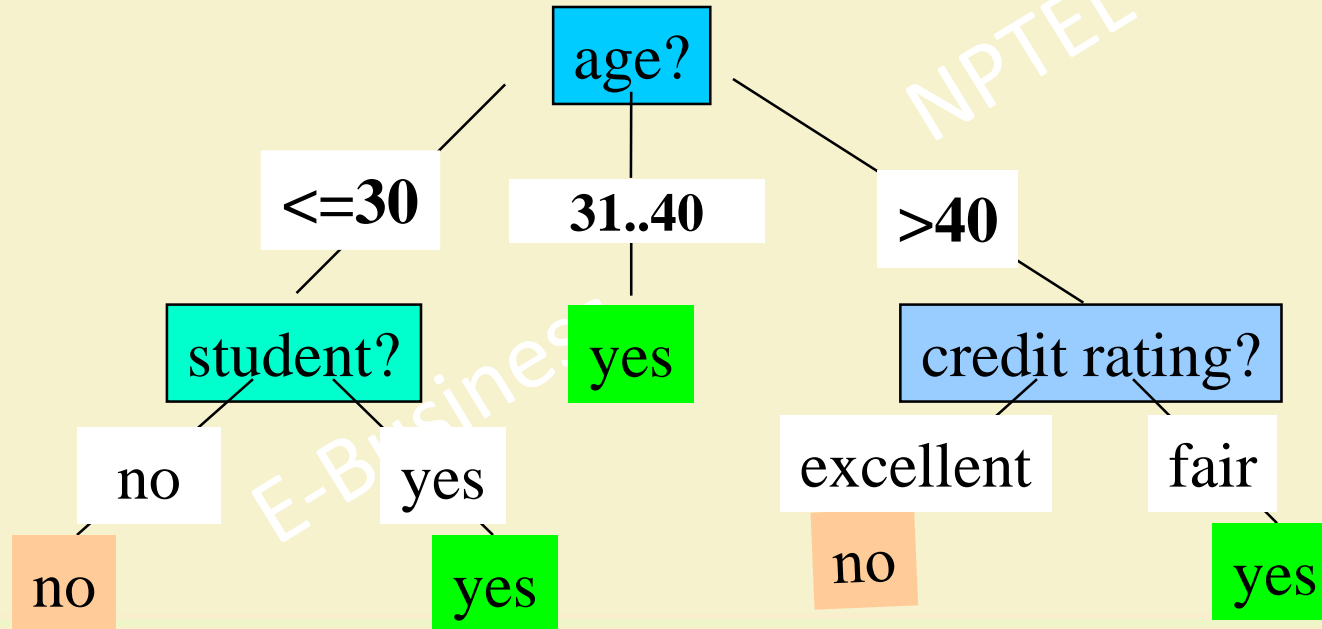 age?
NPTEL
<=30
31..40
>40
student?
yes
credit rating?
E-Business
no
yes
excellent
fair
no
yes
no
yes